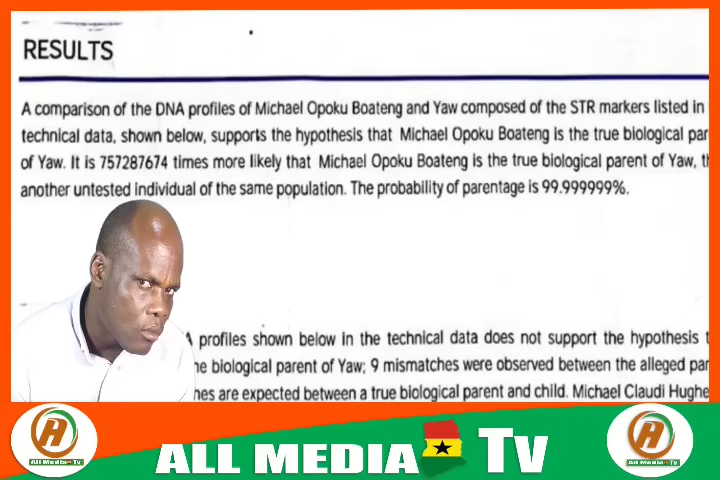 RESULTS
A comparison of the DNA profiles of Michael Opoku Boateng and Yaw composed of the STR markers listed in
technical data, shown below, supports the hypothesis that Michael Opoku Boateng is the true biological par
of Yaw. It is 757287674 times more likely that Michael Opoku Boateng is the true biological parent of Yaw, th
another untested individual of the same population. The probability of parentage is 99.999999%.
A profiles shown below in the technical data does not support the hypothesis t
he biological parent of Yaw; 9 mismatches were observed between the alleged par
hes are expected between a true biological parent and child. Michael Claudi Hughe
All Media Tv
ALL MEDIA Tv
All Media Tv